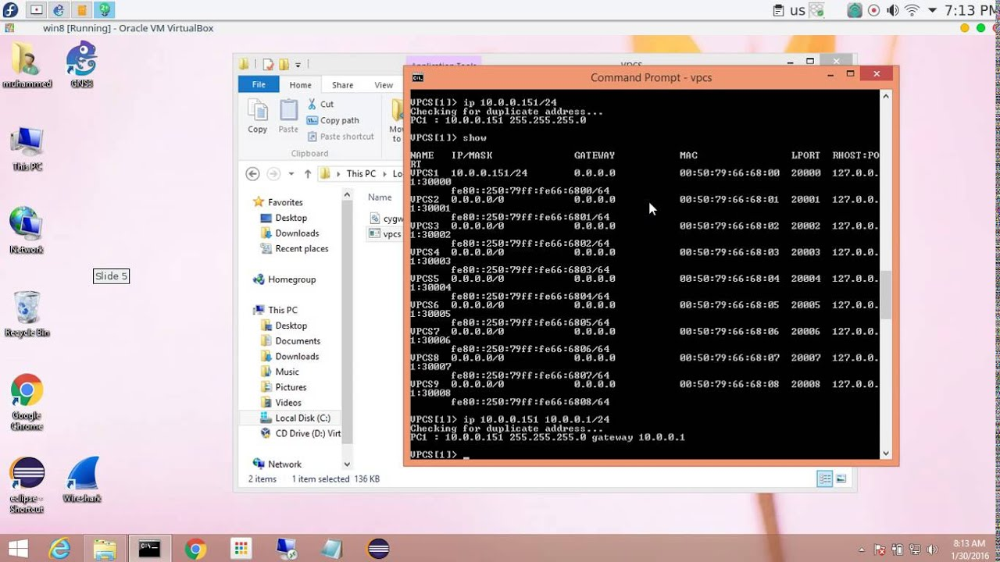 us
7:13 PM
win8 [Running] - Oracle VM VirtualBox
muhammed
GNS3
This PC
Network
Slide 5
Recycle Bin
Google
Chrome
eclipse -
Shortcut
Wireshark
Application Tools
VPCS
File
Home
Share
View
Copy
Paste
Cut
Copy path
Paste shortcut
Mov
to
Clipboard
This PC
Lo
Favorites
Desktop
Downloads
Recent places
Homegroup
This PC
Desktop
Documents
Downloads
Music
Pictures
Videos
Local Disk (C:)
CD Drive (D:) Virt
Network
Name
cygw
vpcs
2 items
1 item selected 136 KB
Command Prompt - vpcs
VPCS[1]> ip 10.0.0.151/24
Checking for duplicate address...
PC1 : 10.0.0.151 255.255.255.0
VPCS[1]> show
NAME IP/MASK GATEWAY MAC LPORT RHOST:PO
RT
VPCS1 10.0.0.151/24 0.0.0.0 00:50:79:66:68:00 20000 127.0.0.
1:30000
fe80::250:79ff:fe66:6800/64
VPCS2 0.0.0.0/0 0.0.0.0 00:50:79:66:68:01 20001 127.0.0.
1:30001
fe80::250:79ff:fe66:6801/64
VPCS3 0.0.0.0/0 0.0.0.0 00:50:79:66:68:02 20002 127.0.0.
1:30002
fe80::250:79ff:fe66:6802/64
VPCS4 0.0.0.0/0 0.0.0.0 00:50:79:66:68:03 20003 127.0.0.
1:30003
fe80::250:79ff:fe66:6803/64
VPCS5 0.0.0.0/0 0.0.0.0 00:50:79:66:68:04 20004 127.0.0.
1:30004
fe80::250:79ff:fe66:6804/64
VPCS6 0.0.0.0/0 0.0.0.0 00:50:79:66:68:05 20005 127.0.0.
1:30005
fe80::250:79ff:fe66:6805/64
VPCS7 0.0.0.0/0 0.0.0.0 00:50:79:66:68:06 20006 127.0.0.
1:30006
fe80::250:79ff:fe66:6806/64
VPCS8 0.0.0.0/0 0.0.0.0 00:50:79:66:68:07 20007 127.0.0.
1:30007
fe80::250:79ff:fe66:6807/64
VPCS9 0.0.0.0/0 0.0.0.0 00:50:79:66:68:08 20008 127.0.0.
1:30008
fe80::250:79ff:fe66:6808/64
VPCS[1]> ip 10.0.0.151 10.0.0.1/24
Checking for duplicate address...
PC1 : 10.0.0.151 255.255.255.0 gateway 10.0.0.1
VPCS[1]> _
8:13 AM
1/30/2016